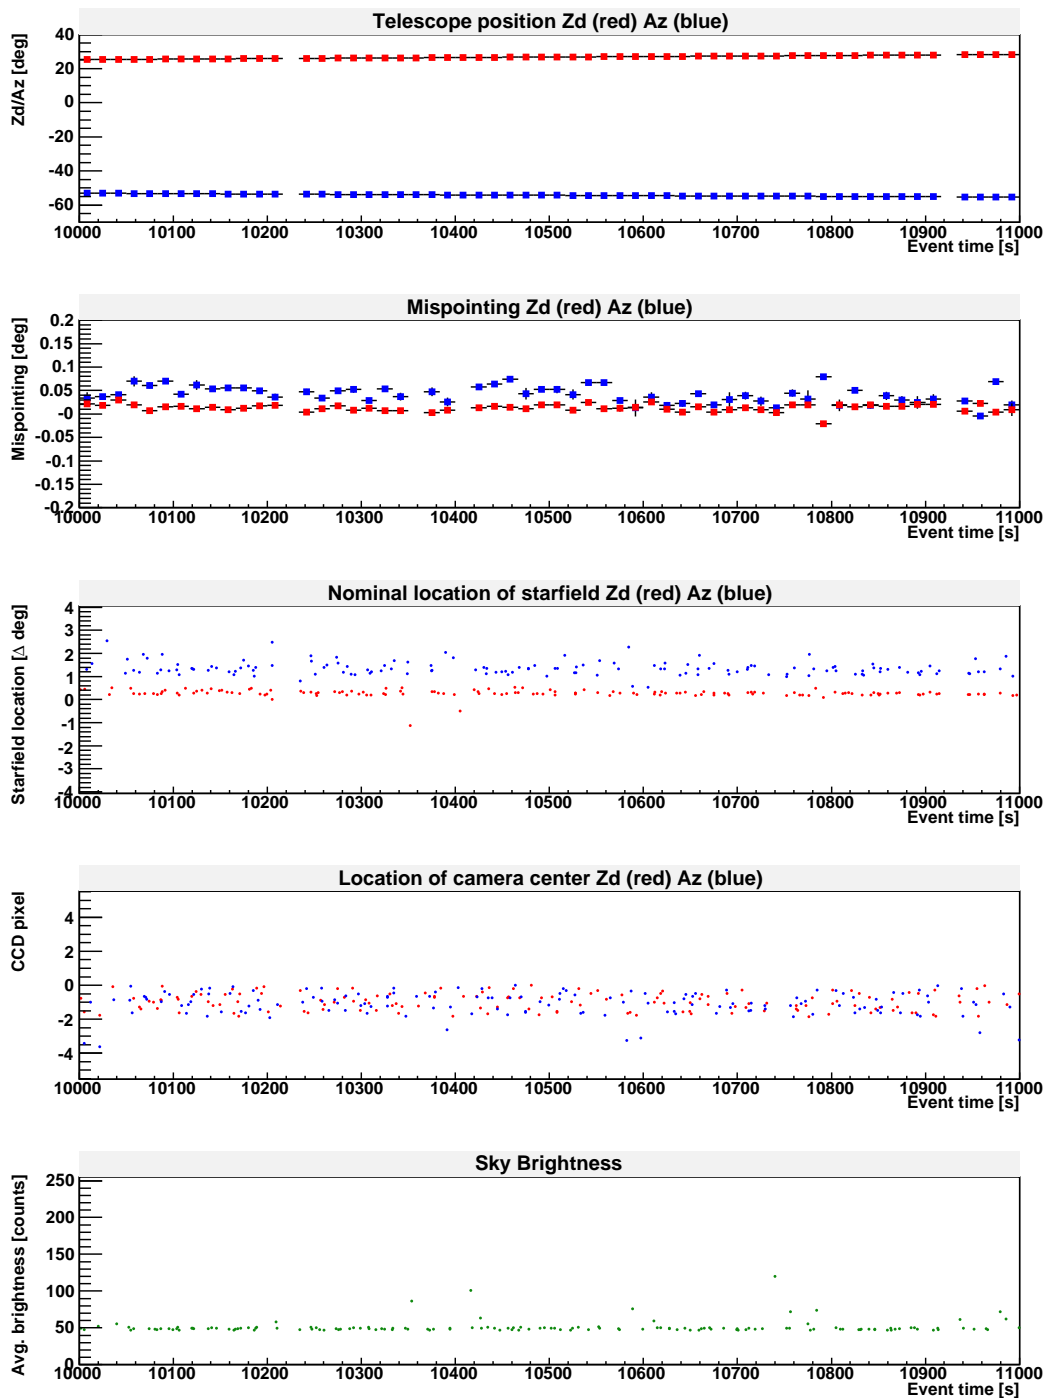 Telescope position Zd (red) Az (blue)
Zd/Az [deg]
40
20
0
-20
-40
-60
10000 10100 10200 10300 10400 10500 10600 10700 10800 10900 11000
Event time [s]
Mispointing Zd (red) Az (blue)
Mispointing [deg]
0.2
0.15
0.1
0.05
-0
-0.05
-0.1
-0.15
-0.2
10000 10100 10200 10300 10400 10500 10600 10700 10800 10900 11000
Event time [s]
Nominal location of starfield Zd (red) Az (blue)
Starfield location [Δ deg]
4
3
2
1
0
-1
-2
-3
-4
10000 10100 10200 10300 10400 10500 10600 10700 10800 10900 11000
Event time [s]
Location of camera center Zd (red) Az (blue)
CCD pixel
4
2
0
-2
-4
10000 10100 10200 10300 10400 10500 10600 10700 10800 10900 11000
Event time [s]
Sky Brightness
Avg. brightness [counts]
250
200
150
100
50
0
10000 10100 10200 10300 10400 10500 10600 10700 10800 10900 11000
Event time [s]